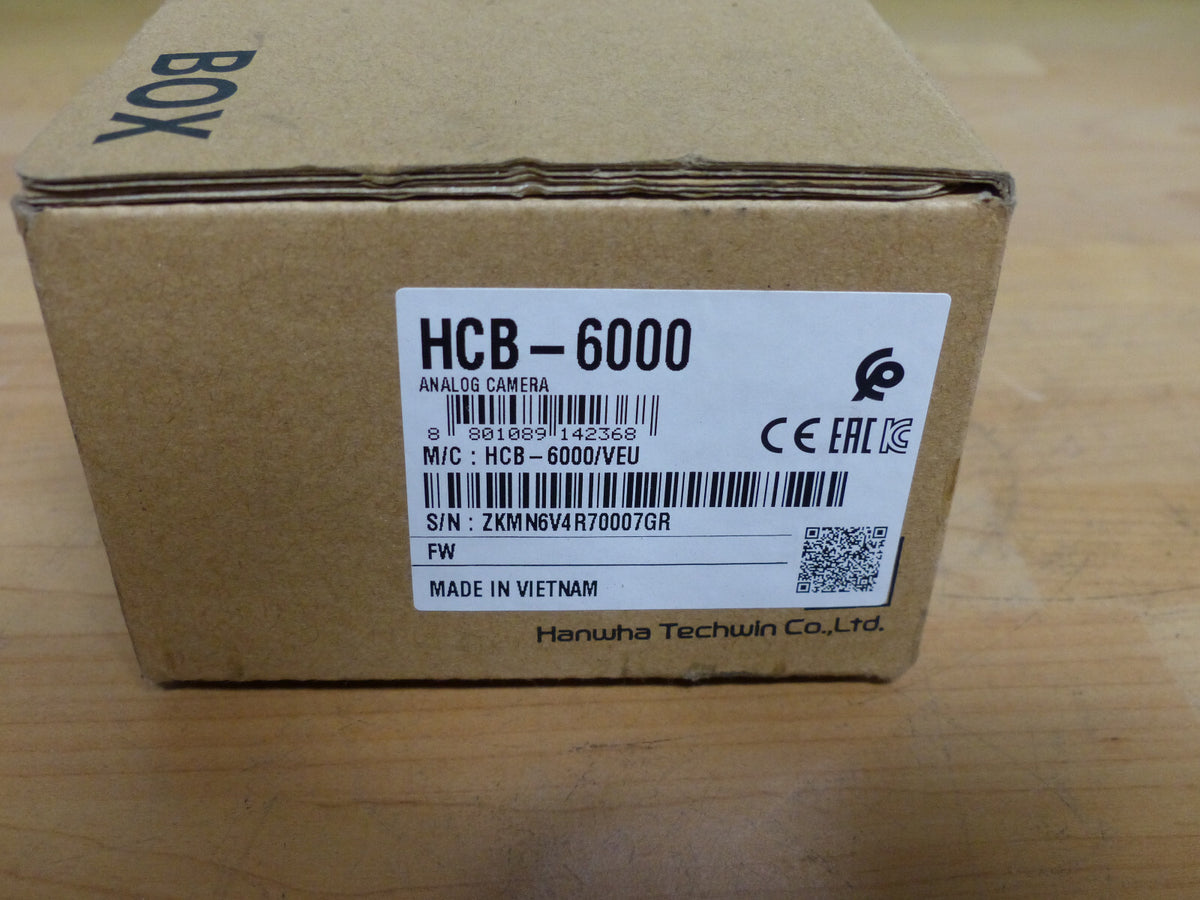 BOX
HCB-6000
ANALOG CAMERA
8 801089 142368
M/C : HCB-6000/VEU
S/N : ZKMN6V4R70007GR
FW
MADE IN VIETNAM
CE EAC KC
Hanwha Techwin Co.,Ltd.